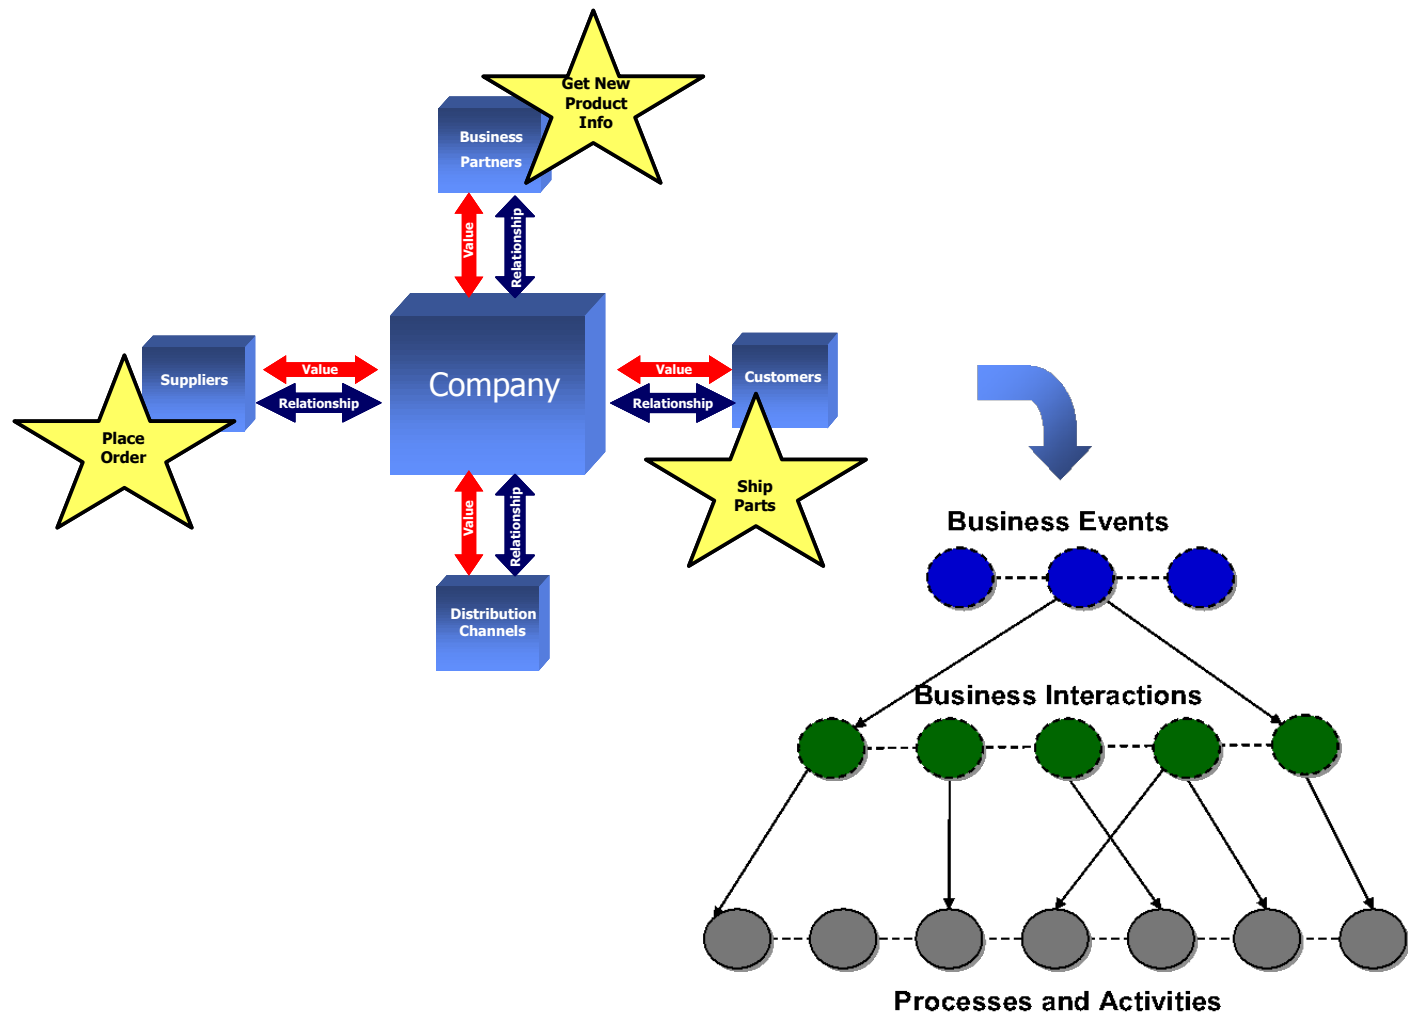 Get New
Product
Info
Business
Partners
Value
Relationship
Suppliers
Value
Relationship
Company
Value
Relationship
Customers
Place
Order
Ship
Parts
Value
Relationship
Distribution
Channels
Business Events
Business Interactions
Processes and Activities